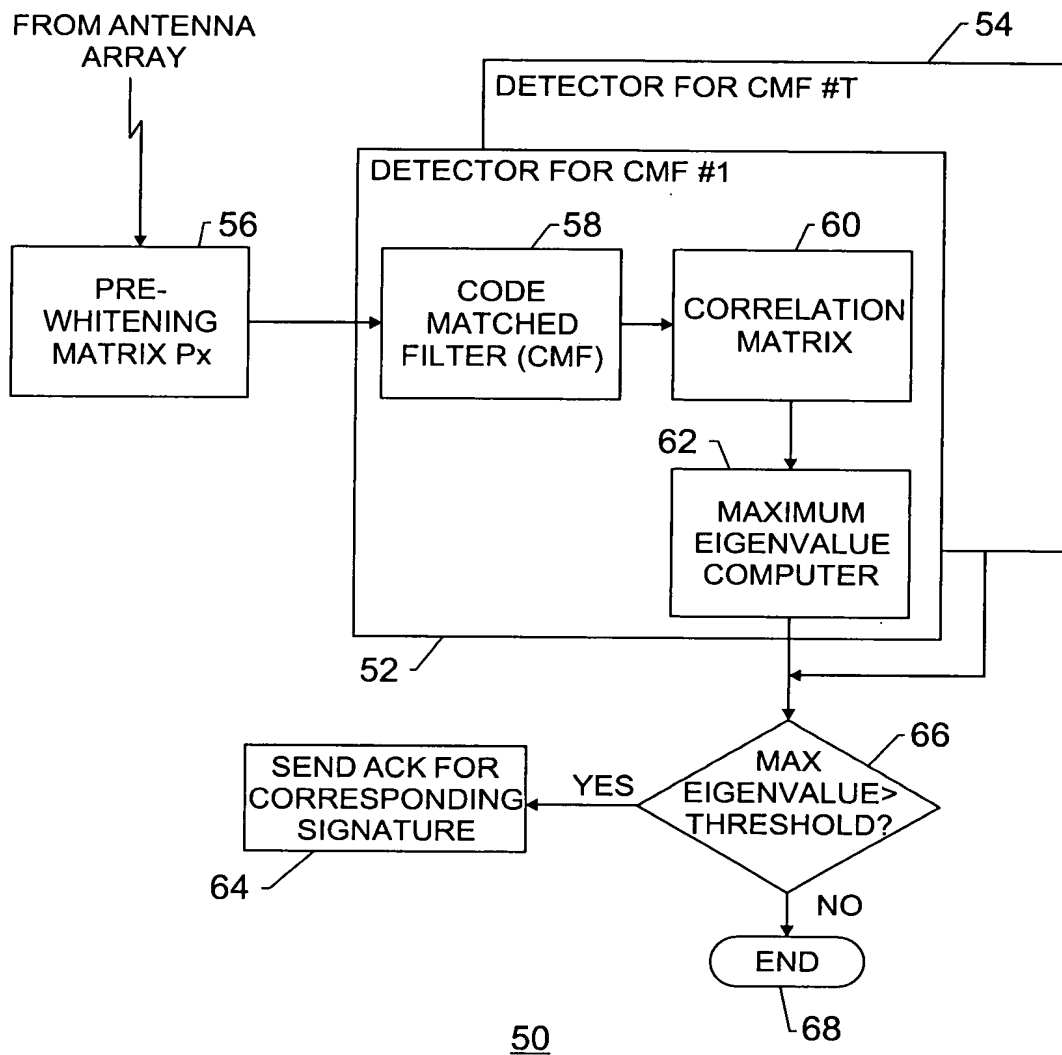 FROM ANTENNA
ARRAY
54
DETECTOR FOR CMF #T
DETECTOR FOR CMF #1
56
58
60
PRE-
WHITENING
MATRIX Px
CODE
MATCHED
FILTER (CMF)
CORRELATION
MATRIX
62
MAXIMUM
EIGENVALUE
COMPUTER
52
66
SEND ACK FOR
CORRESPONDING
SIGNATURE
YES
MAX
EIGENVALUE>
THRESHOLD?
64
NO
END
68
50